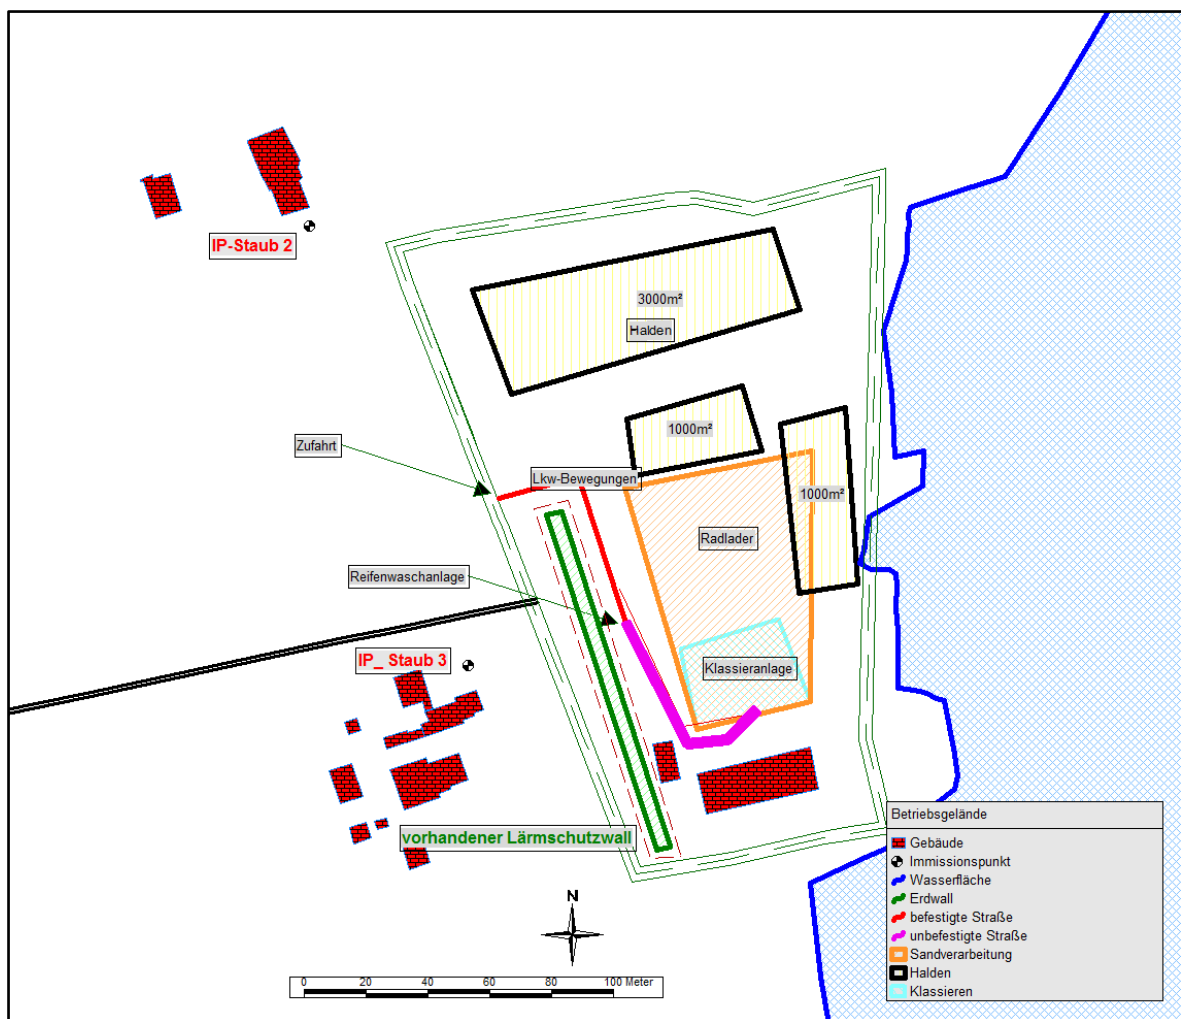 IP-Staub 2
3000m²
Halden
1000m²
Zufahrt
Lkw-Bewegungen
1000m²
Radlader
Reifenwaschanlage
IP_ Staub 3
Klassieranlage
vorhandener Lärmschutzwall
Betriebsgelände
Gebäude
Immissionspunkt
Wasserfläche
Erdwall
befestigte Straße
unbefestigte Straße
Sandverarbeitung
Halden
Klassieren
N
0 20 40 60 80 100 Meter